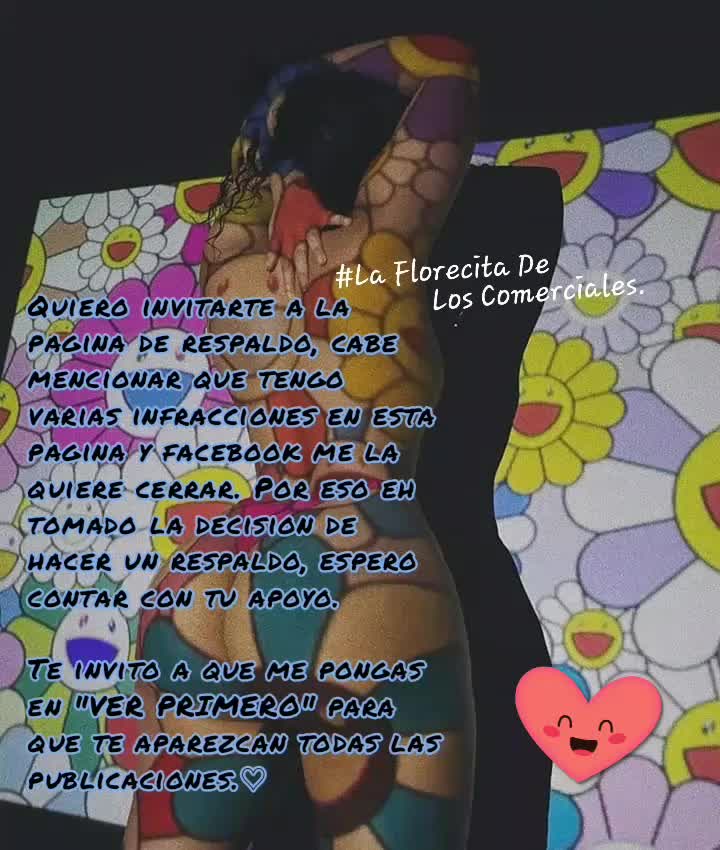 #La Florecita De
Los Comerciales.
Quiero invitarte a la
pagina de respaldo, cabe
mencionar que tengo
varias infracciones en esta
pagina y facebook me la
quiere cerrar. Por eso eh
tomado la decision de
hacer un respaldo, espero
contar con tu apoyo.
Te invito a que me pongas
en "VER PRIMERO" para
que te aparezcan todas las
publicaciones.♡